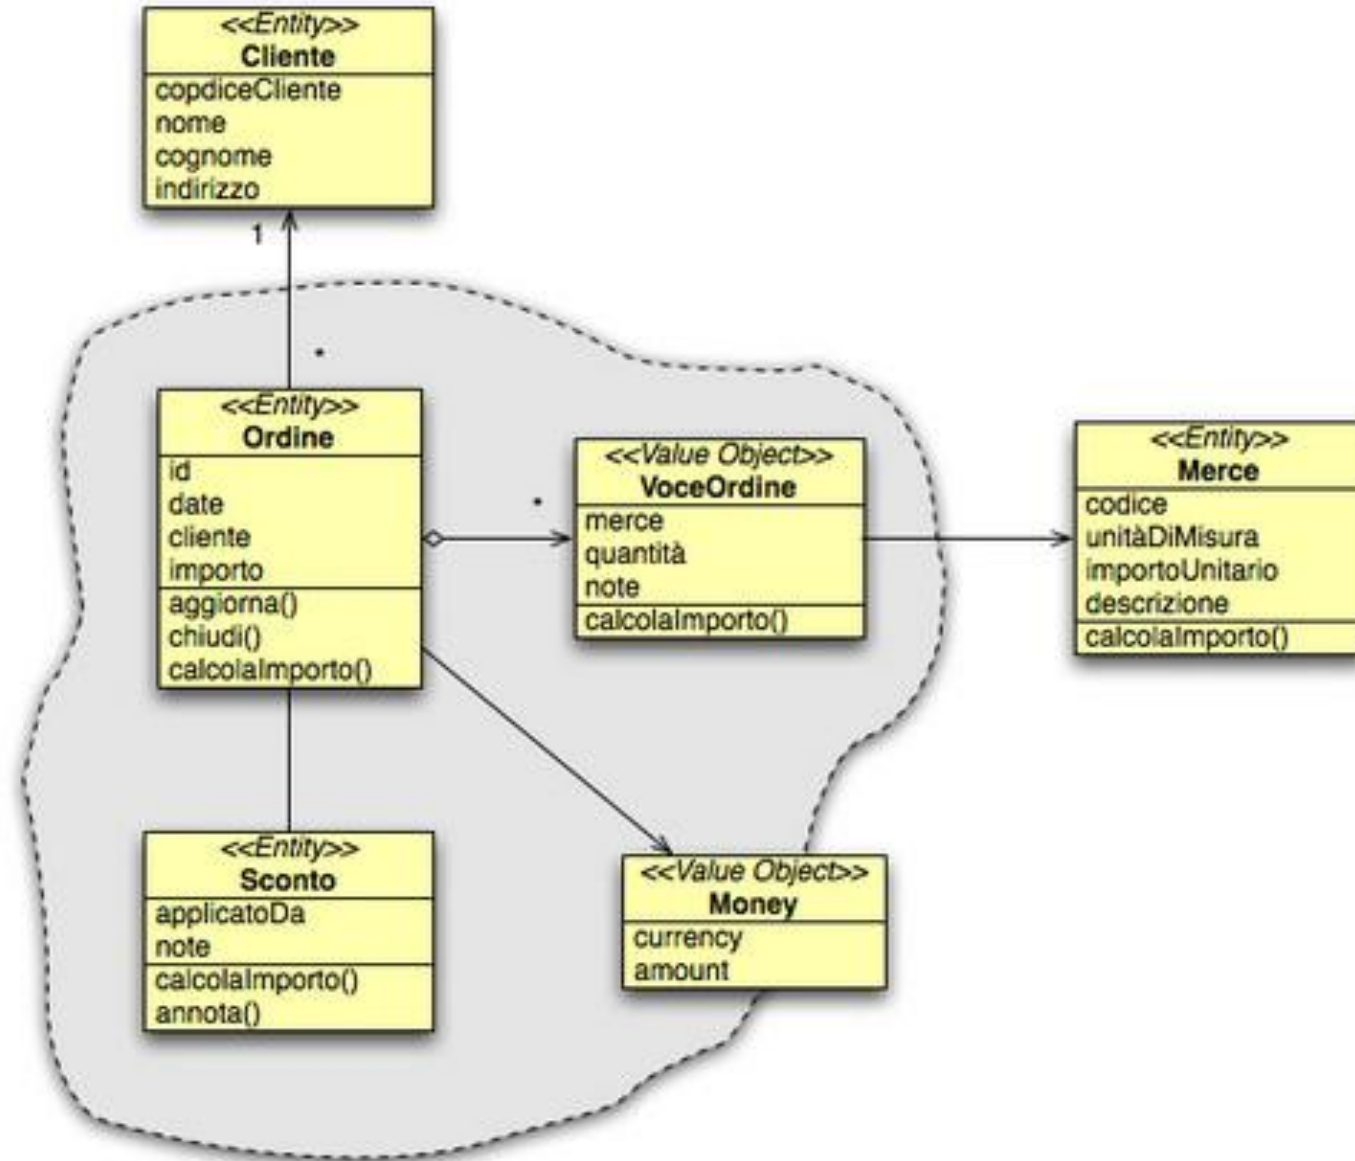 <<Entity>>
Cliente
copdiceCliente
nome
cognome
indirizzo
1
*
<<Entity>>
Ordine
id
date
cliente
importo
aggiorna()
chiudi()
calcolaImporto()
*
<<Value Object>>
VoceOrdine
merce
quantità
note
calcolaImporto()
<<Entity>>
Merce
codice
unitàDiMisura
importoUnitario
descrizione
calcolaImporto()
<<Entity>>
Sconto
applicatoDa
note
calcolaImporto()
annota()
<<Value Object>>
Money
currency
amount